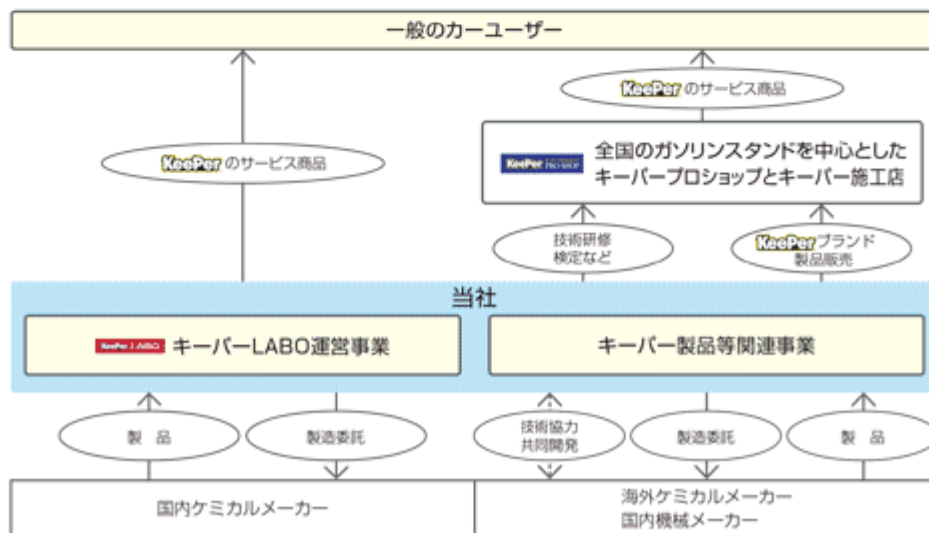 一般のカーユーザー
KeePer のサービス商品
KeePer のサービス商品
KeePer PRO SHOP 全国のガソリンスタンドを中心とした
キーパープロショップとキーパー施工店
技術研修
検定など
KeePer ブランド
製品販売
当社
KeePer LABO キーパーLABO運営事業
キーパー製品等関連事業
製 品
製造委託
技術協力
共同開発
製造委託
製 品
国内ケミカルメーカー
海外ケミカルメーカー
国内機械メーカー